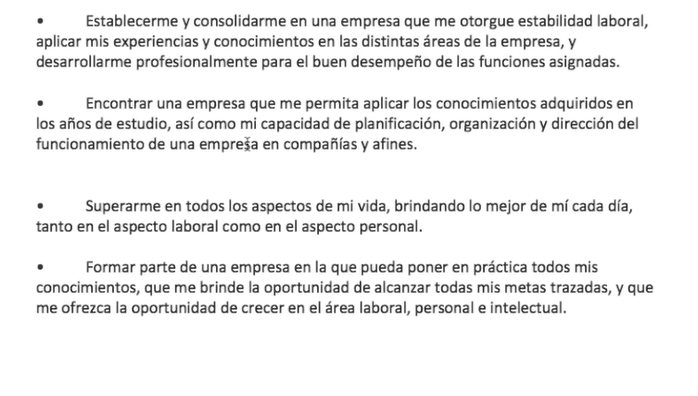 • Establecerme y consolidarme en una empresa que me otorgue estabilidad laboral,
aplicar mis experiencias y conocimientos en las distintas áreas de la empresa, y
desarrollarme profesionalmente para el buen desempeño de las funciones asignadas.
• Encontrar una empresa que me permita aplicar los conocimientos adquiridos en
los años de estudio, así como mi capacidad de planificación, organización y dirección del
funcionamiento de una empresa en compañías y afines.
• Superarme en todos los aspectos de mi vida, brindando lo mejor de mí cada día,
tanto en el aspecto laboral como en el aspecto personal.
• Formar parte de una empresa en la que pueda poner en práctica todos mis
conocimientos, que me brinde la oportunidad de alcanzar todas mis metas trazadas, y que
me ofrezca la oportunidad de crecer en el área laboral, personal e intelectual.